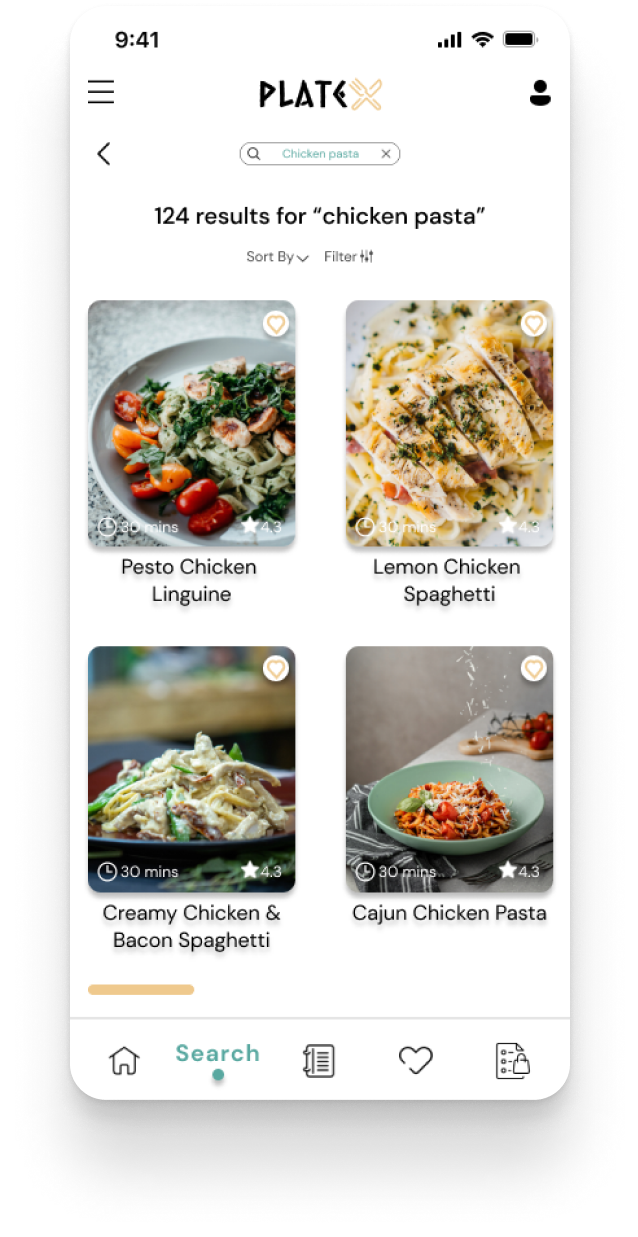 9:41
PLATE
Chicken pasta
124 results for “chicken pasta”
Sort By Filter
30 mins 4.3
30 mins 4.3
Pesto Chicken
Linguine
Lemon Chicken
Spaghetti
30 mins 4.3
30 mins 4.3
Creamy Chicken &
Bacon Spaghetti
Cajun Chicken Pasta
Search